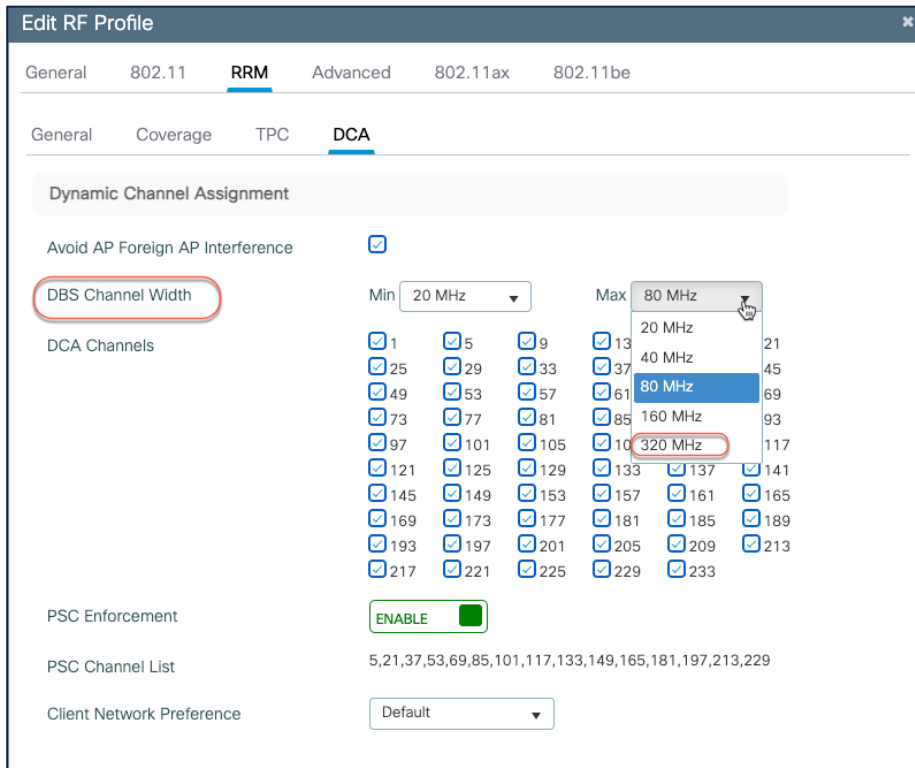 Edit RF Profile
General 802.11 RRM Advanced 802.11ax 802.11be
General Coverage TPC DCA
Dynamic Channel Assignment
Avoid AP Foreign AP Interference
DBS Channel Width Min 20 MHz Max 80 MHz
20 MHz
40 MHz
80 MHz
160 MHz
320 MHz
DCA Channels 1 5 9 13 21
25 29 33 37 45
49 53 57 61 69
73 77 81 85 93
97 101 105 10 117
121 125 129 133 137 141
145 149 153 157 161 165
169 173 177 181 185 189
193 197 201 205 209 213
217 221 225 229 233
PSC Enforcement ENABLE
PSC Channel List 5,21,37,53,69,85,101,117,133,149,165,181,197,213,229
Client Network Preference Default